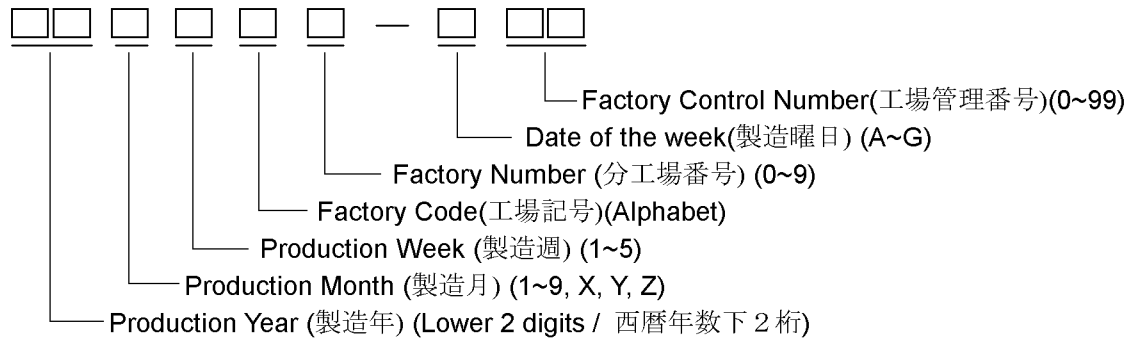 Factory Control Number(工場管理番号)(0~99)
Date of the week(製造曜日) (A~G)
Factory Number (分工場番号) (0~9)
Factory Code(工場記号)(Alphabet)
Production Week (製造週) (1~5)
Production Month (製造月) (1~9, X, Y, Z)
Production Year (製造年) (Lower 2 digits / 西暦年数下２桁)